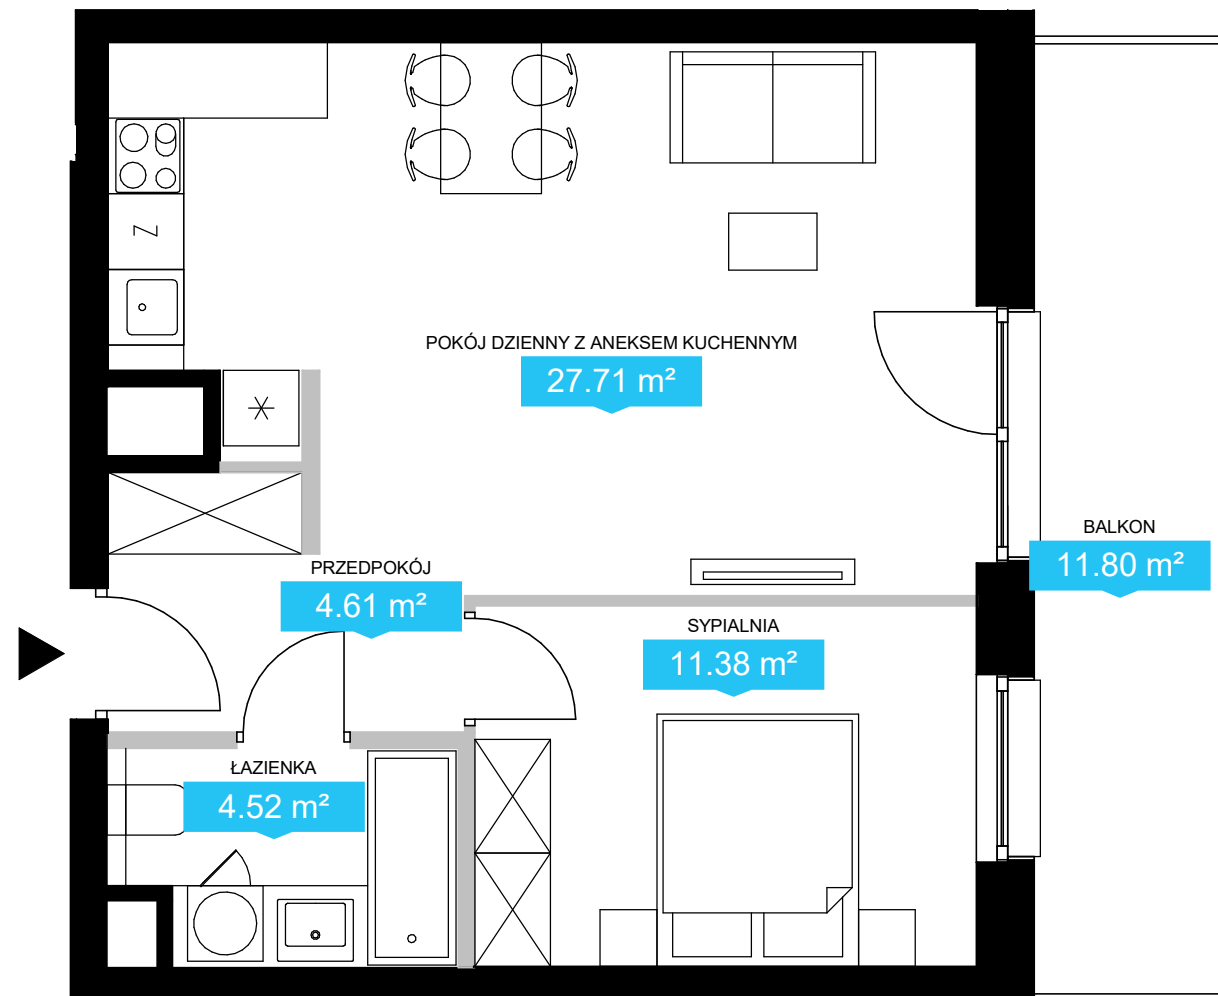 Z
POKÓJ DZIENNY Z ANEKSEM KUCHENNYM
27.71 m²
BALKON
11.80 m²
PRZEDPOKÓJ
4.61 m²
SYPIALNIA
11.38 m²
ŁAZIENKA
4.52 m²